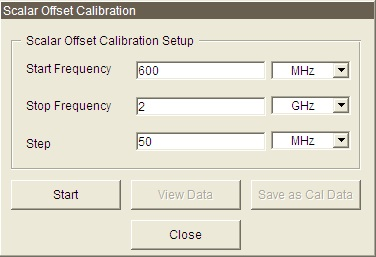 Scalar Offset Calibration
Scalar Offset Calibration Setup
Start Frequency 600 MHz
Stop Frequency 2 GHz
Step 50 MHz
Start View Data Save as Cal Data
Close